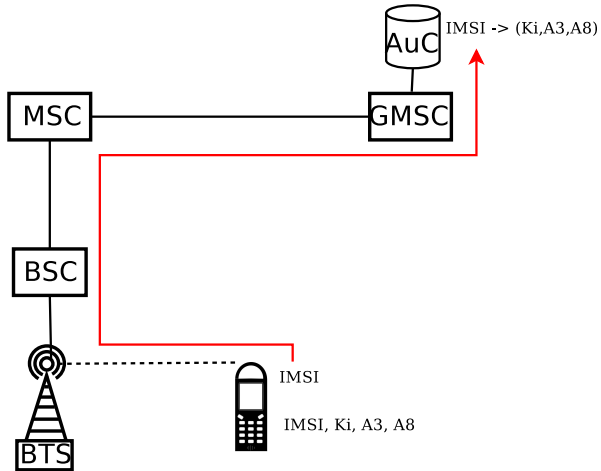 AuC
IMSI -> (Ki,A3,A8)
MSC
GMSC
BSC
IMSI
IMSI, Ki, A3, A8
BTS